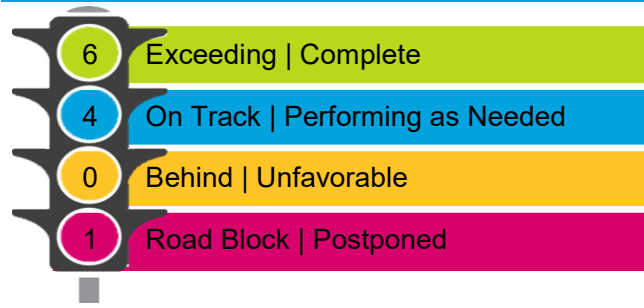 6 Exceeding | Complete
4 On Track | Performing as Needed
0 Behind | Unfavorable
1 Road Block | Postponed